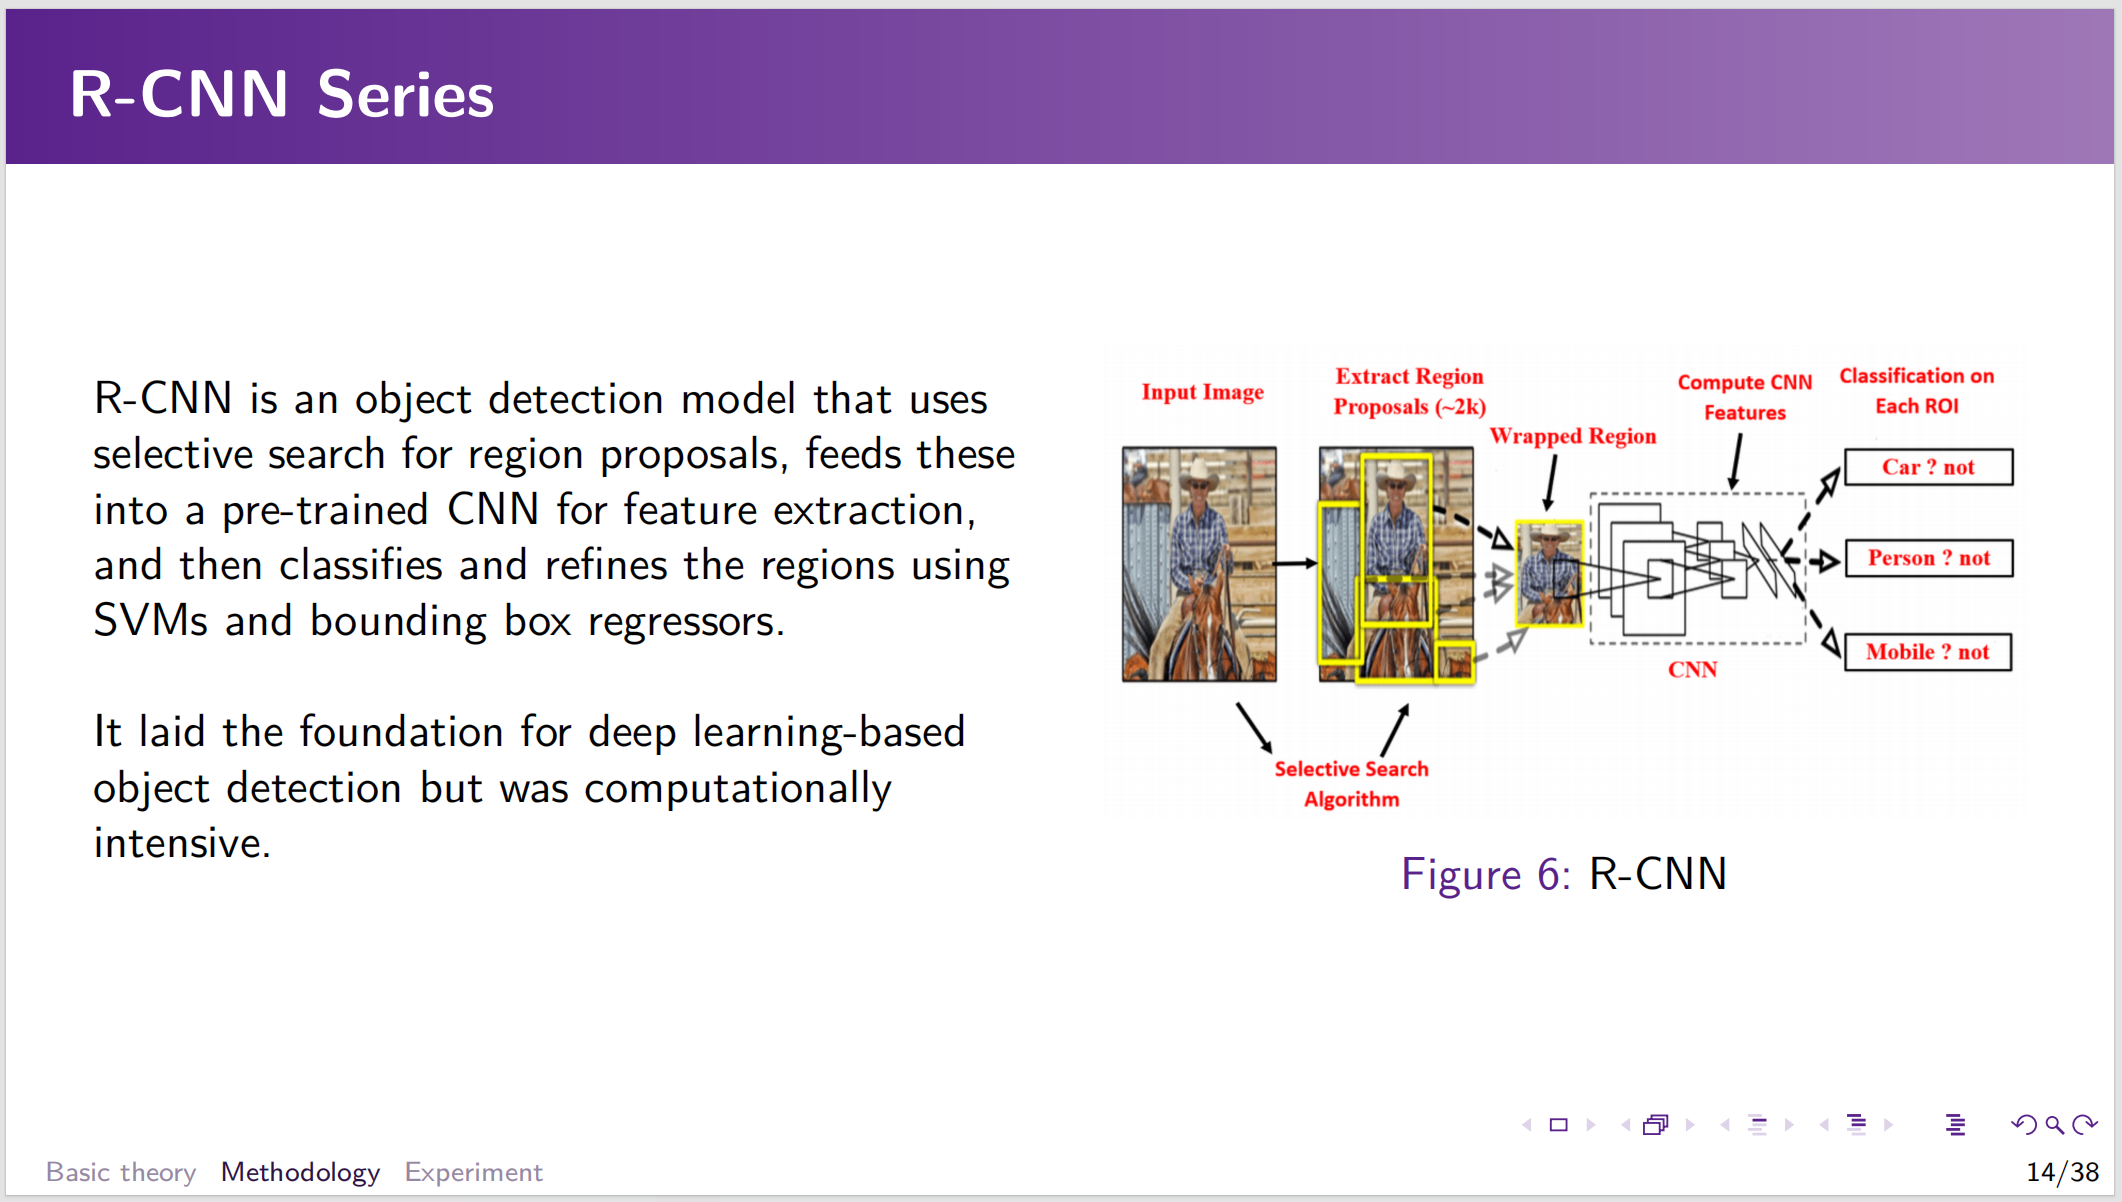 R-CNN Series
R-CNN is an object detection model that uses
selective search for region proposals, feeds these
into a pre-trained CNN for feature extraction,
and then classifies and refines the regions using
SVMs and bounding box regressors.
It laid the foundation for deep learning-based
object detection but was computationally
intensive.
Input Image
Extract Region
Proposals (~2k)
Wrapped Region
Compute CNN
Features
Classification on
Each ROI
Car ? not
Person ? not
Mobile ? not
CNN
Selective Search
Algorithm
Figure 6: R-CNN
Basic theory Methodology Experiment
14/38